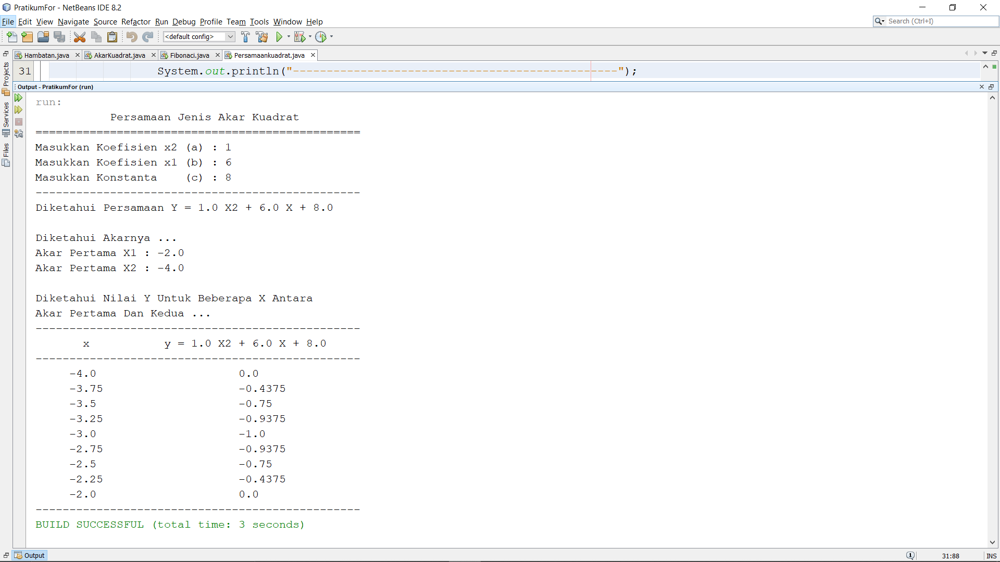 PratikumFor - NetBeans IDE 8.2
File Edit View Navigate Source Refactor Run Debug Profile Team Tools Window Help
Search (Ctrl+I)
<default config>
Hambatan.java AkarKuadrat.java Fibonaci.java Persamaankuadrat.java
31 System.out.println("------------------------------------------------");
Projects
Services
Files
Output - PratikumFor (run)
run:
Persamaan Jenis Akar Kuadrat
================================================
Masukkan Koefisien x2 (a) : 1
Masukkan Koefisien x1 (b) : 6
Masukkan Konstanta    (c) : 8
------------------------------------------------
Diketahui Persamaan Y = 1.0 X2 + 6.0 X + 8.0
Diketahui Akarnya ...
Akar Pertama X1 : -2.0
Akar Pertama X2 : -4.0
Diketahui Nilai Y Untuk Beberapa X Antara
Akar Pertama Dan Kedua ...
------------------------------------------------
x y = 1.0 X2 + 6.0 X + 8.0
------------------------------------------------
-4.0 0.0
-3.75 -0.4375
-3.5 -0.75
-3.25 -0.9375
-3.0 -1.0
-2.75 -0.9375
-2.5 -0.75
-2.25 -0.4375
-2.0 0.0
------------------------------------------------
BUILD SUCCESSFUL (total time: 3 seconds)
Output
1 31:88 INS